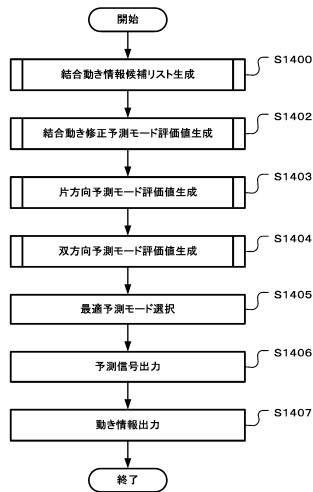 開始
結合動き情報候補リスト生成
S1400
結合動き修正予測モード評価値生成
S1402
片方向予測モード評価値生成
S1403
双方向予測モード評価値生成
S1404
最適予測モード選択
S1405
予測信号出力
S1406
動き情報出力
S1407
終了